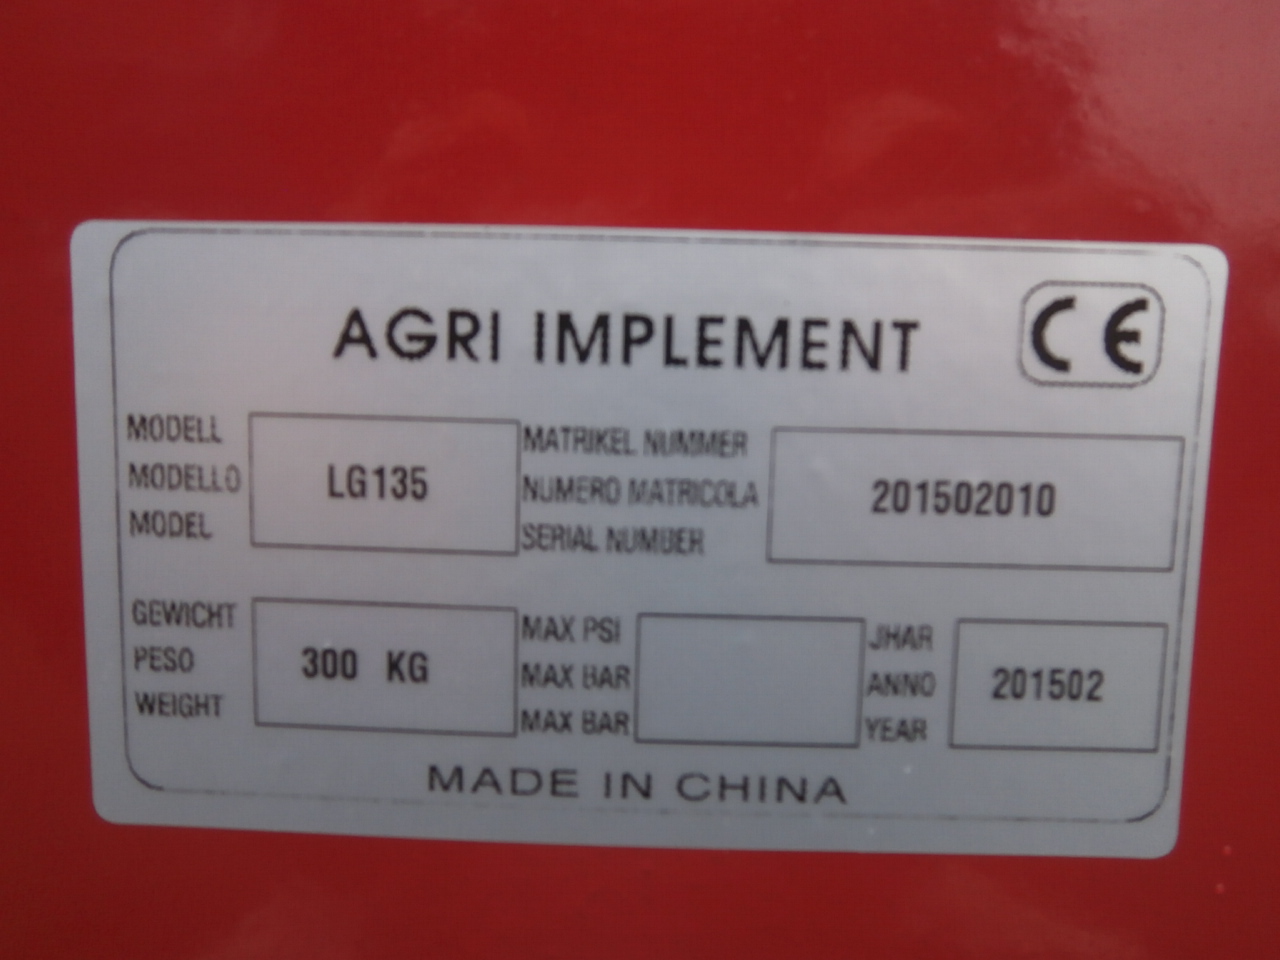 AGRI IMPLEMENT
CE
MODELL
MODELLO
MODEL
LG135
MATRIKEL NUMMER
NUMERO MATRICOLA
SERIAL NUMBER
201502010
GEWICHT
PESO
WEIGHT
300 KG
MAX PSI
MAX BAR
MAX BAR
JHAR
ANNO
YEAR
201502
MADE IN CHINA